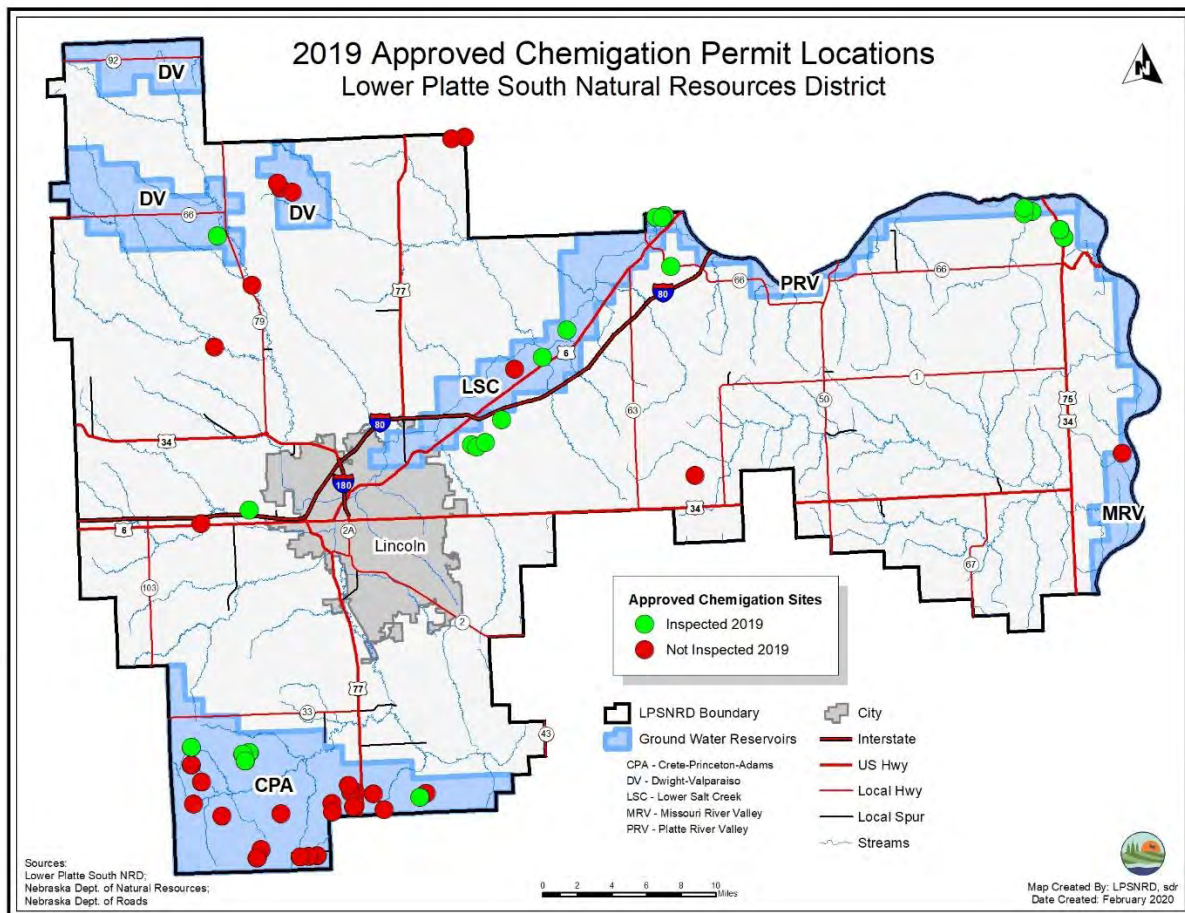 2019 Approved Chemigation Permit Locations
Lower Platte South Natural Resources District
N
92
DV
DV
66
DV
77
79
66
PRV
66
80
6
LSC
1
63
50
75
34
34
80
180
6
2A
Lincoln
34
MRV
103
2
67
77
33
43
CPA
Approved Chemigation Sites
Inspected 2019
Not Inspected 2019
LPSNRD Boundary
Ground Water Reservoirs
CPA - Crete-Princeton-Adams
DV - Dwight-Valparaiso
LSC - Lower Salt Creek
MRV - Missouri River Valley
PRV - Platte River Valley
City
Interstate
US Hwy
Local Hwy
Local Spur
Streams
Sources:
Lower Platte South NRD;
Nebraska Dept. of Natural Resources;
Nebraska Dept. of Roads
0 2 4 6 8 10
Miles
Map Created By: LPSNRD, sdr
Date Created: February 2020